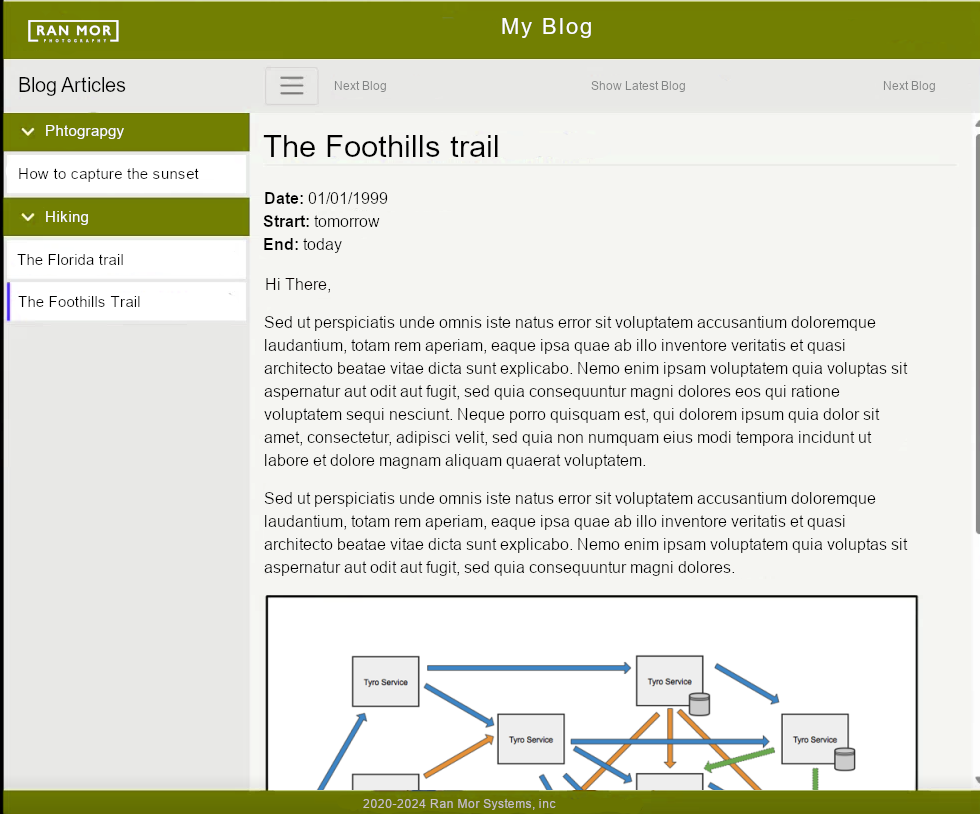 RAN MOR
PHOTOGRAPHY
My Blog
Blog Articles
Next Blog
Show Latest Blog
Next Blog
Phtograpgy
How to capture the sunset
Hiking
The Florida trail
The Foothills Trail
The Foothills trail
Date: 01/01/1999
Strart: tomorrow
End: today
Hi There,
Sed ut perspiciatis unde omnis iste natus error sit voluptatem accusantium doloremque
laudantium, totam rem aperiam, eaque ipsa quae ab illo inventore veritatis et quasi
architecto beatae vitae dicta sunt explicabo. Nemo enim ipsam voluptatem quia voluptas sit
aspernatur aut odit aut fugit, sed quia consequuntur magni dolores eos qui ratione
voluptatem sequi nesciunt. Neque porro quisquam est, qui dolorem ipsum quia dolor sit
amet, consectetur, adipisci velit, sed quia non numquam eius modi tempora incidunt ut
labore et dolore magnam aliquam quaerat voluptatem.
Sed ut perspiciatis unde omnis iste natus error sit voluptatem accusantium doloremque
laudantium, totam rem aperiam, eaque ipsa quae ab illo inventore veritatis et quasi
architecto beatae vitae dicta sunt explicabo. Nemo enim ipsam voluptatem quia voluptas sit
aspernatur aut odit aut fugit, sed quia consequuntur magni dolores.
Tyro Service
Tyro Service
Tyro Service
Tyro Service
2020-2024 Ran Mor Systems, inc